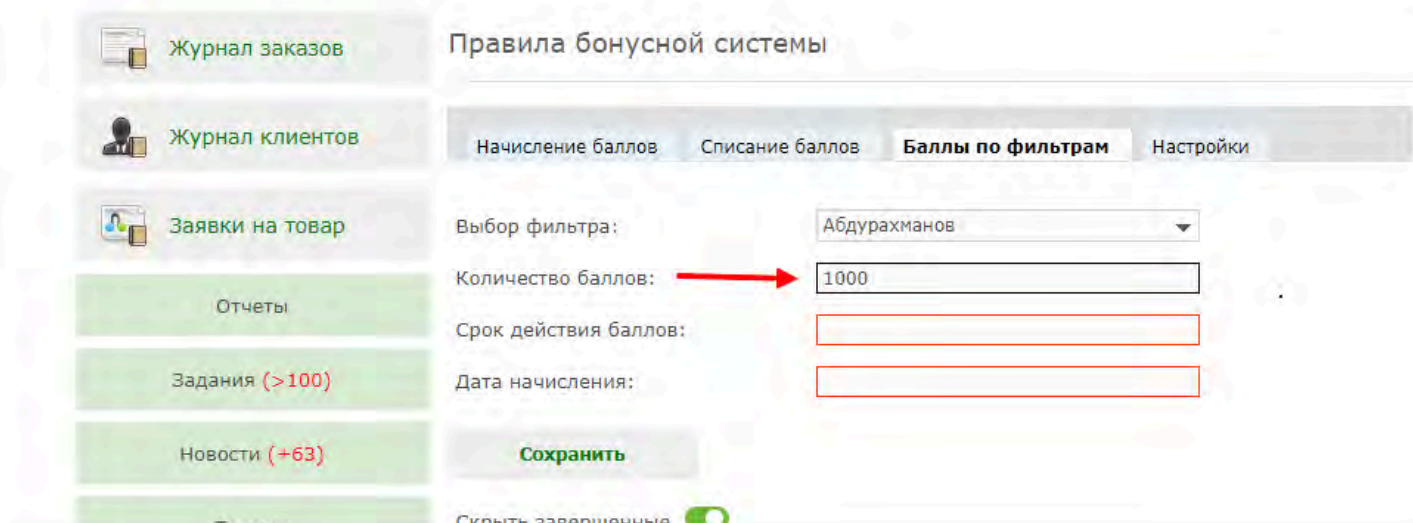 Журнал заказов
Журнал клиентов
Заявки на товар
Отчеты
Задания (>100)
Новости (+63)
Правила бонусной системы
Начисление баллов Списание баллов Баллы по фильтрам Настройки
Выбор фильтра: Абдурахманов
Количество баллов: 1000
Срок действия баллов:
Дата начисления:
Сохранить
Скрыть завершенные